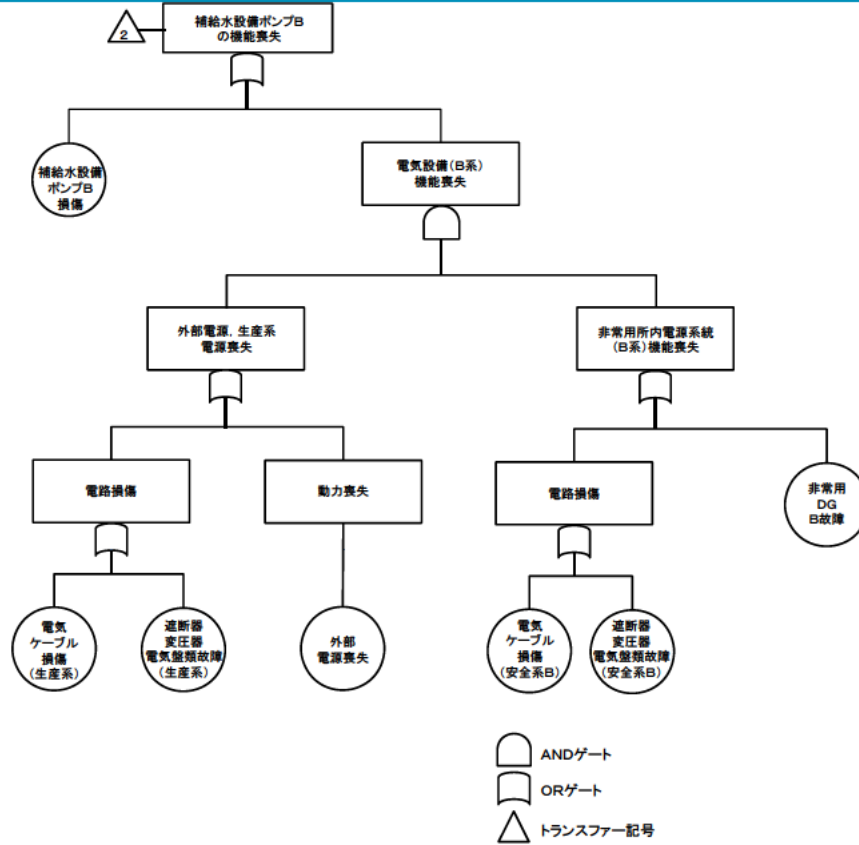 2
補給水設備ポンプB
の機能喪失
補給水設備
ポンプB
損傷
電気設備(B系)
機能喪失
外部電源,生産系
電源喪失
非常用所内電源系統
(B系)機能喪失
電路損傷
動力喪失
電路損傷
非常用
DG
B故障
電気
ケーブル
損傷
(生産系)
遮断器
変圧器
電気盤類故障
(生産系)
外部
電源喪失
電気
ケーブル
損傷
(安全系B)
遮断器
変圧器
電気盤類故障
(安全系B)
ANDゲート
ORゲート
トランスファー記号